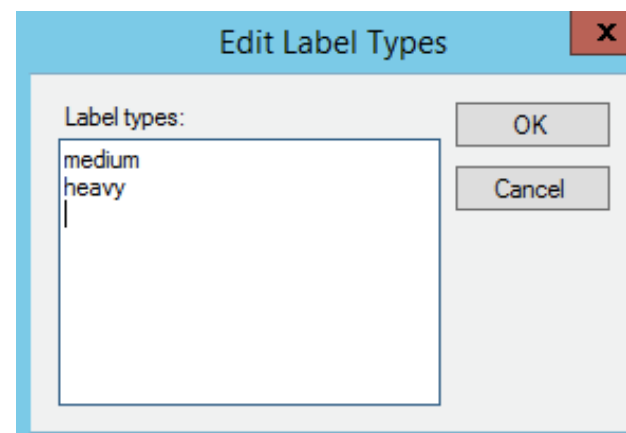 Edit Label Types
x
Label types:
medium
heavy
OK
Cancel